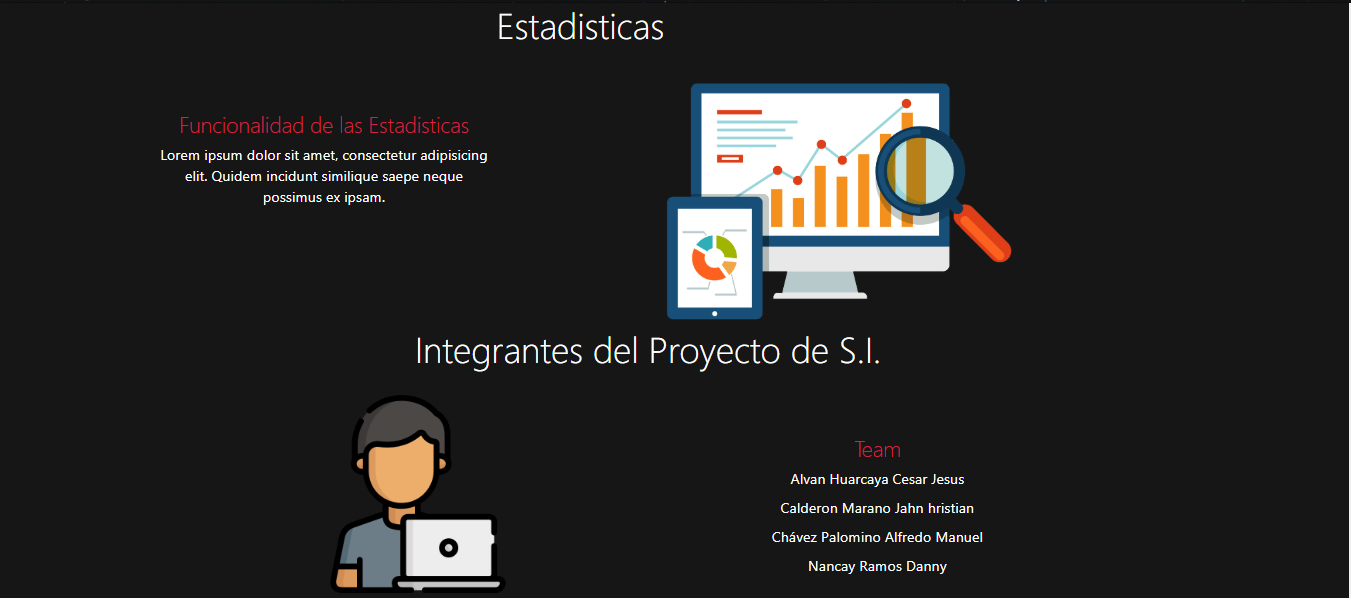 Estadisticas
Funcionalidad de las Estadisticas
Lorem ipsum dolor sit amet, consectetur adipisicing
elit. Quidem incidunt similique saepe neque
possimus ex ipsam.
Integrantes del Proyecto de S.I.
Team
Alvan Huarcaya Cesar Jesus
Calderon Marano Jahn hristian
Chávez Palomino Alfredo Manuel
Nancay Ramos Danny